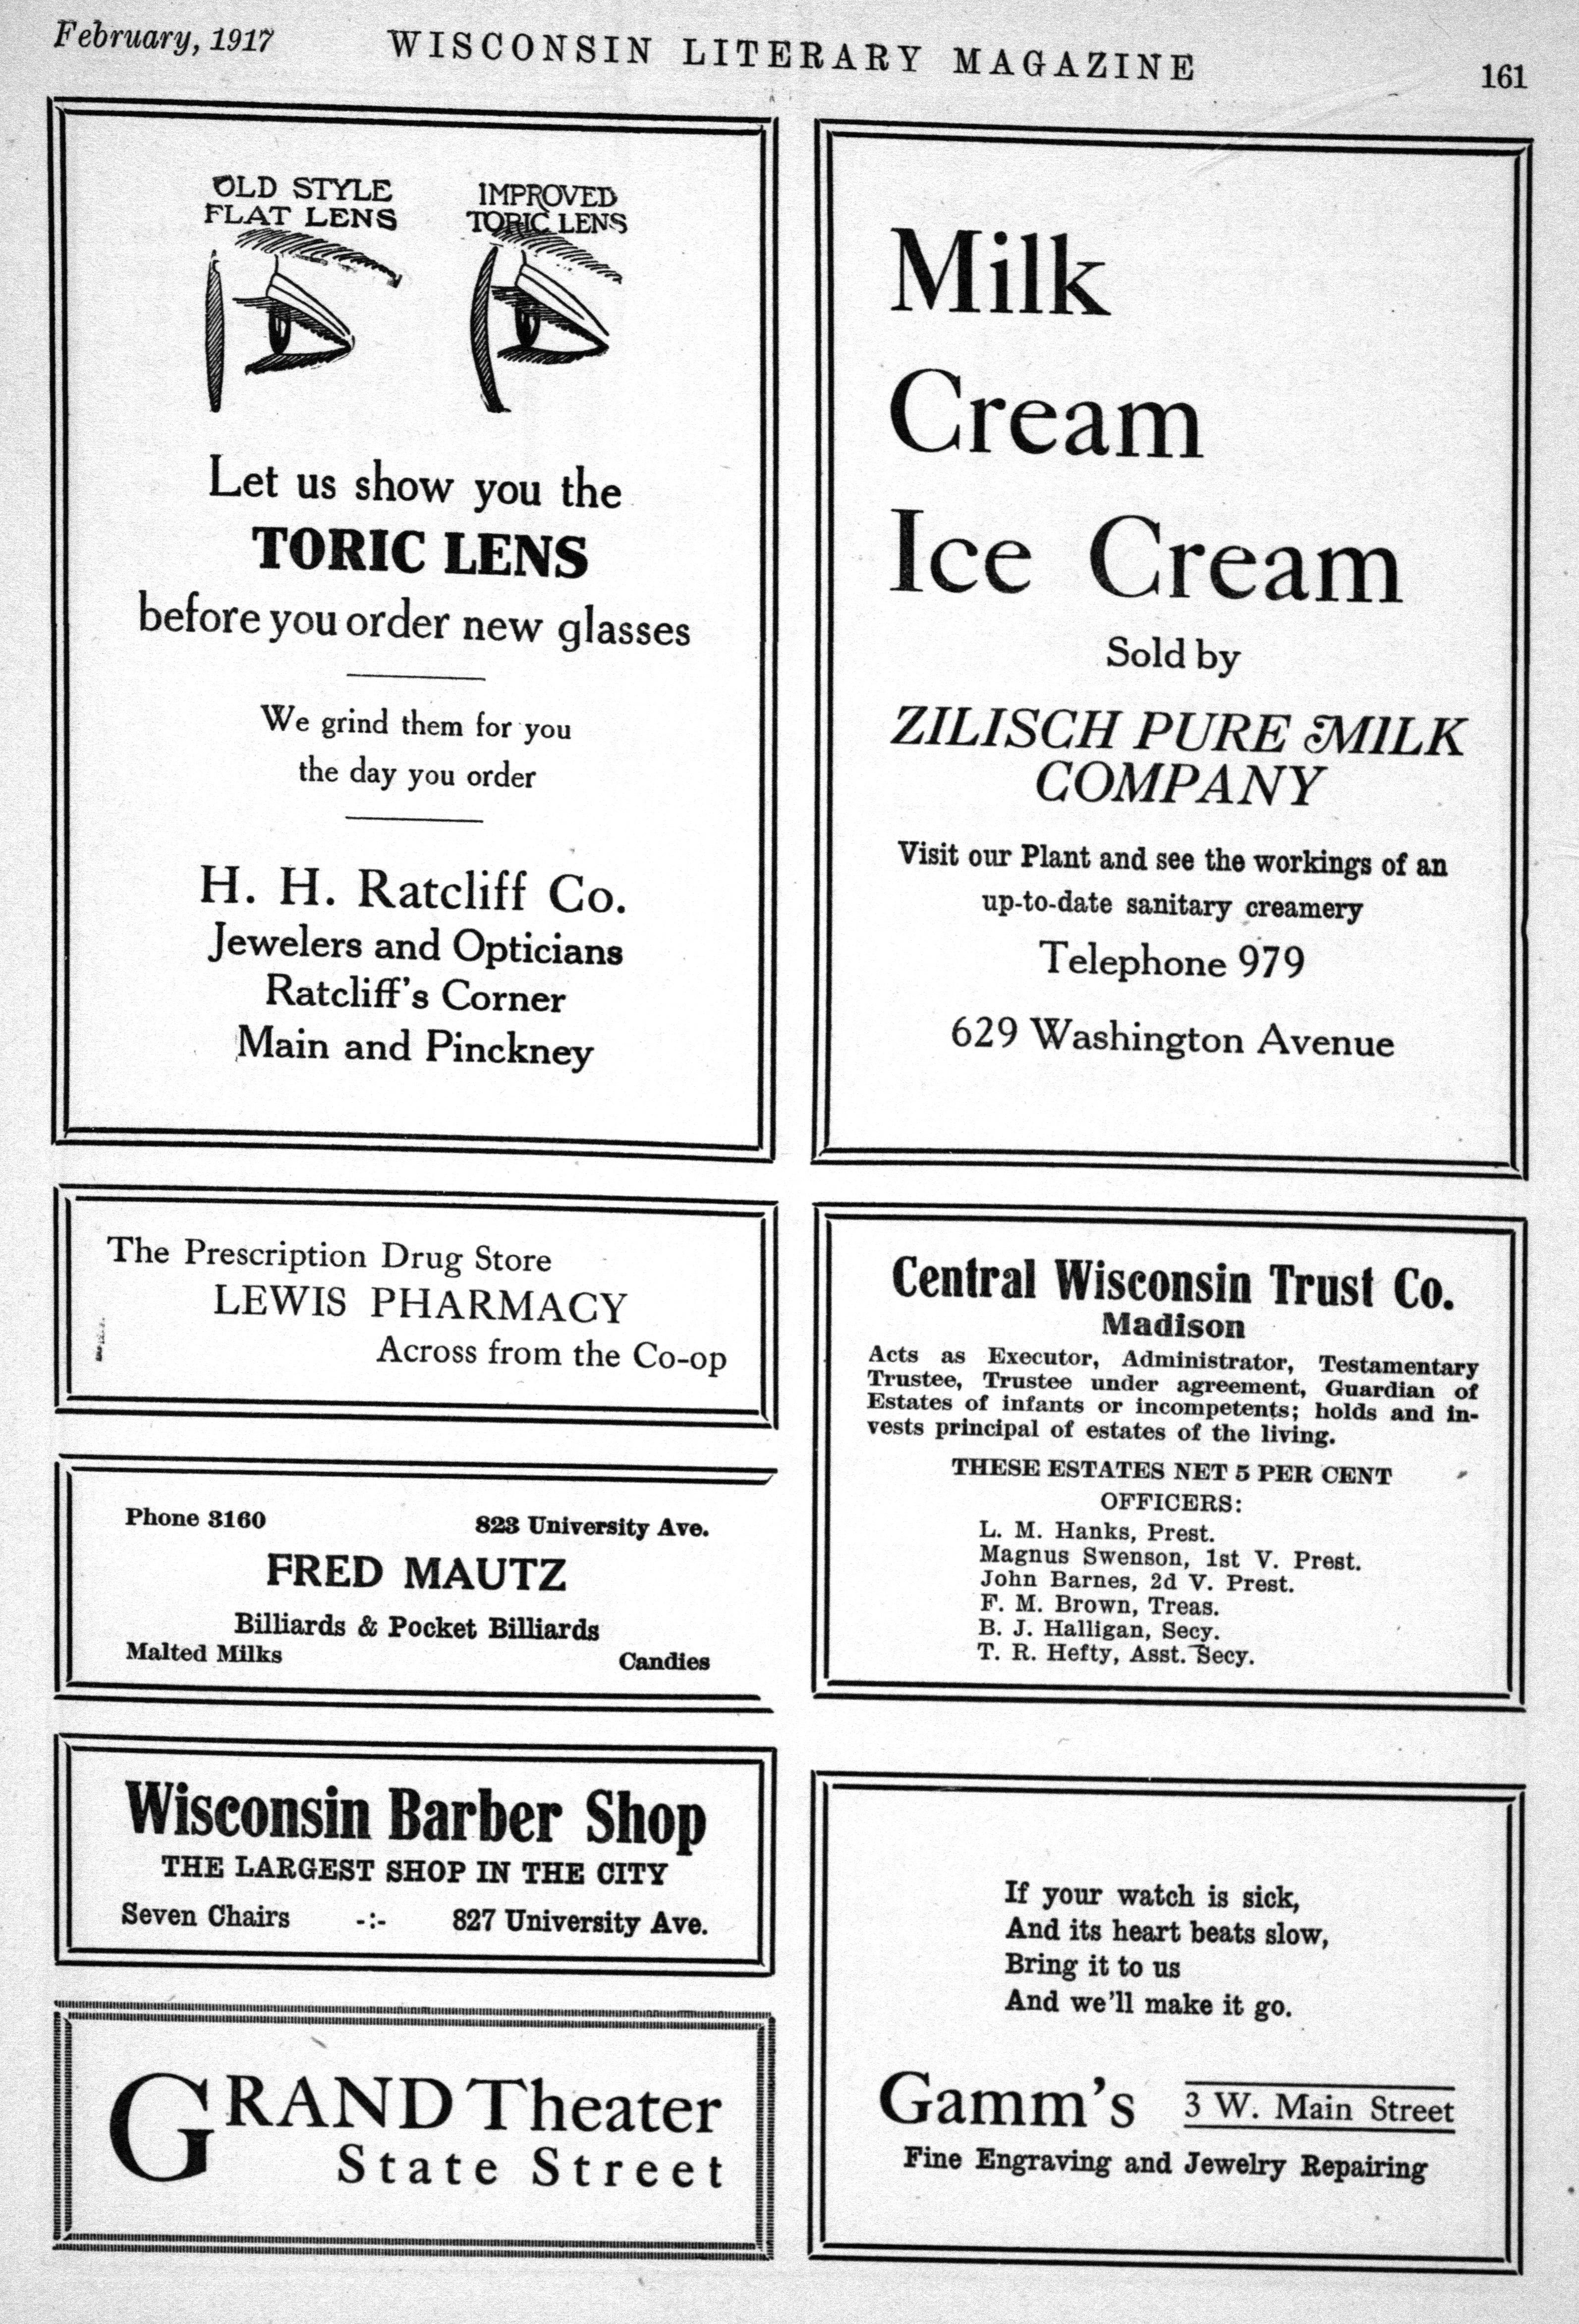 February, 1917
WISCONSIN LITERARY MAGAZINE
161
OLD STYLE
FLAT LENS
IMPROVED
TORIC LENS
Let us show you the
TORIC LENS
before you order new glasses
We grind them for you
the day you order
H. H. Ratcliff Co.
Jewelers and Opticians
Ratcliff's Corner
Main and Pinckney
The Prescription Drug Store
LEWIS PHARMACY
Across from the Co-op
Phone 3160
823 University Ave.
FRED MAUTZ
Billiards & Pocket Billiards
Malted Milks
Candies
Wisconsin Barber Shop
THE LARGEST SHOP IN THE CITY
Seven Chairs -:- 827 University Ave.
GRAND Theater
State Street
Milk
Cream
Ice Cream
Sold by
ZILISCH PURE MILK
COMPANY
Visit our Plant and see the workings of an
up-to-date sanitary creamery
Telephone 979
629 Washington Avenue
Central Wisconsin Trust Co.
Madison
Acts as Executor, Administrator, Testamentary
Trustee, Trustee under agreement, Guardian of
Estates of infants or incompetents; holds and in-
vests principal of estates of the living.
THESE ESTATES NET 5 PER CENT
OFFICERS:
L. M. Hanks, Prest.
Magnus Swenson, 1st V. Prest.
John Barnes, 2d V. Prest.
F. M. Brown, Treas.
B. J. Halligan, Secy.
T. R. Hefty, Asst. Secy.
If your watch is sick,
And its heart beats slow,
Bring it to us
And we'll make it go.
Gamm's 3 W. Main Street
Fine Engraving and Jewelry Repairing